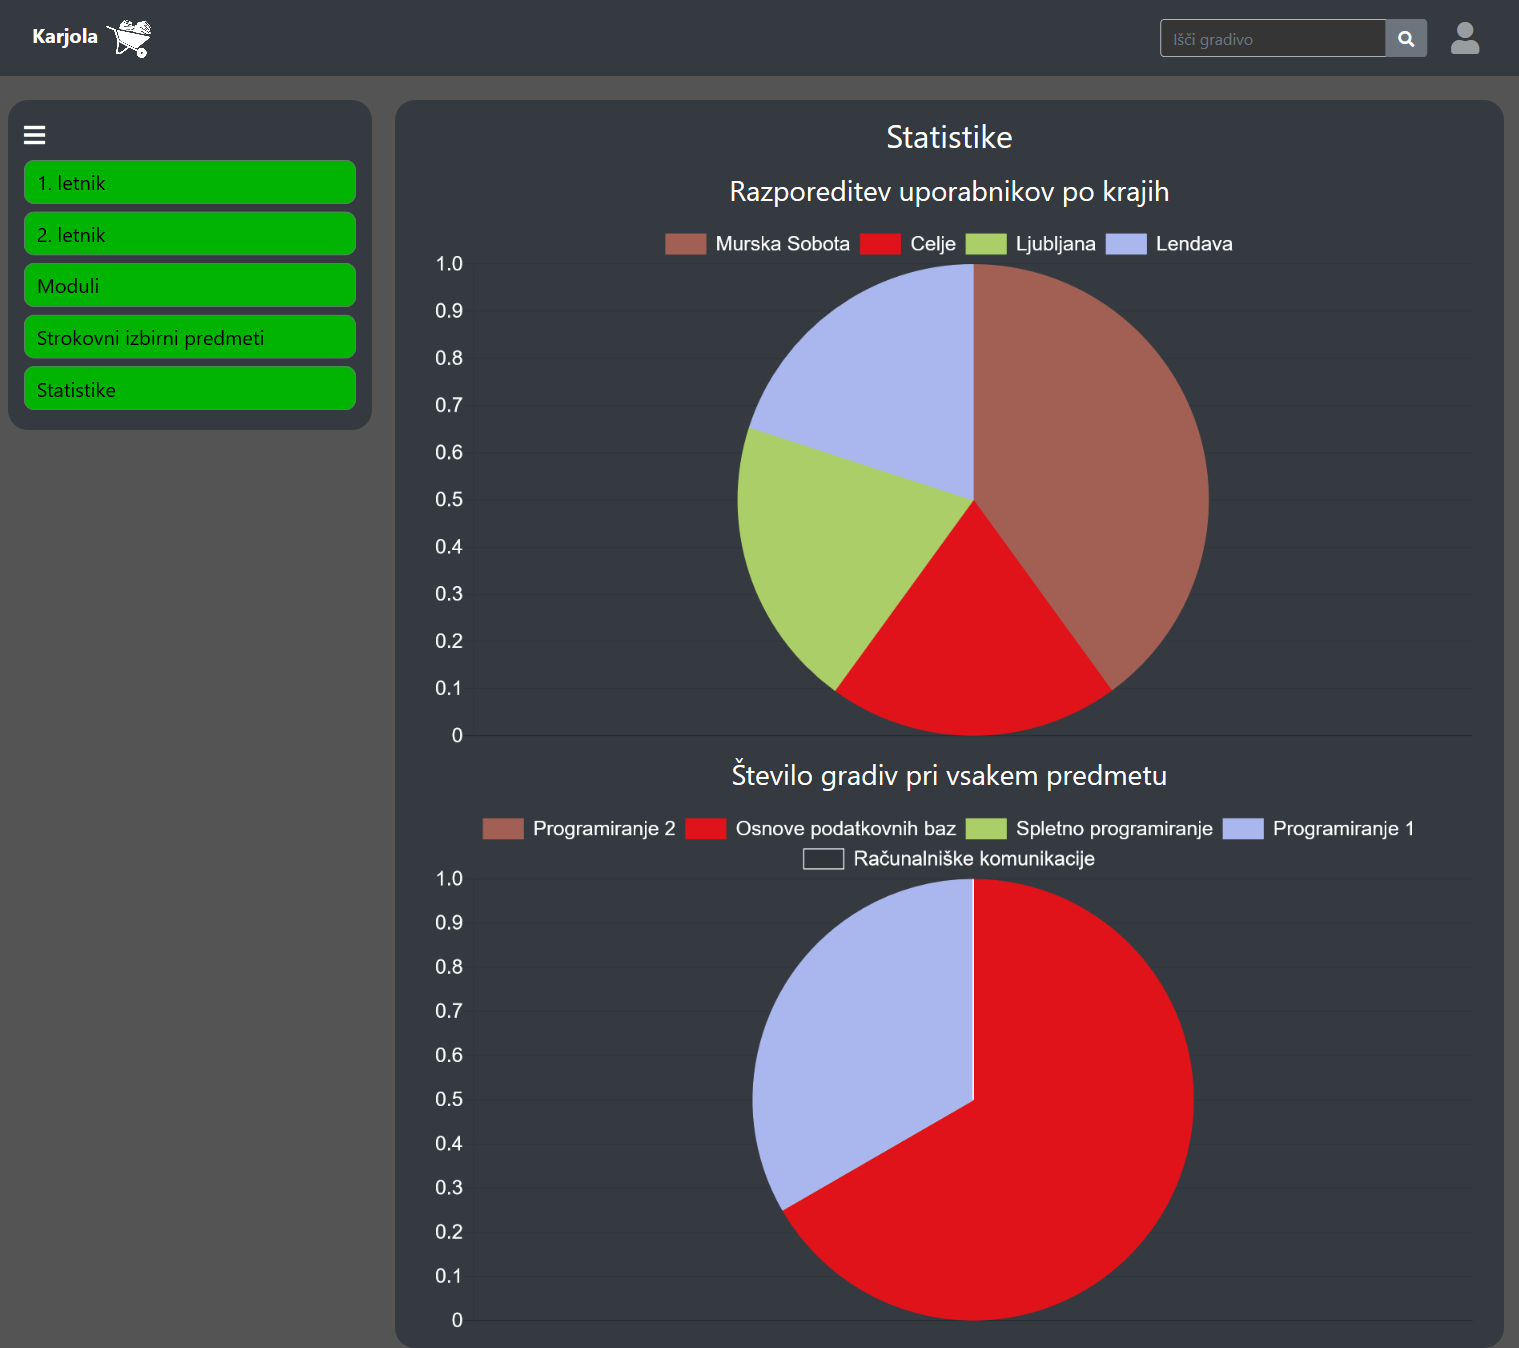 Karjola
Išči gradivo
1. letnik
2. letnik
Moduli
Strokovni izbirni predmeti
Statistike
Statistike
Razporeditev uporabnikov po krajih
Murska Sobota Celje Ljubljana Lendava
1.0
0.9
0.8
0.7
0.6
0.5
0.4
0.3
0.2
0.1
0
Število gradiv pri vsakem predmetu
Programiranje 2 Osnove podatkovnih baz Spletno programiranje Programiranje 1
Računalniške komunikacije
1.0
0.9
0.8
0.7
0.6
0.5
0.4
0.3
0.2
0.1
0